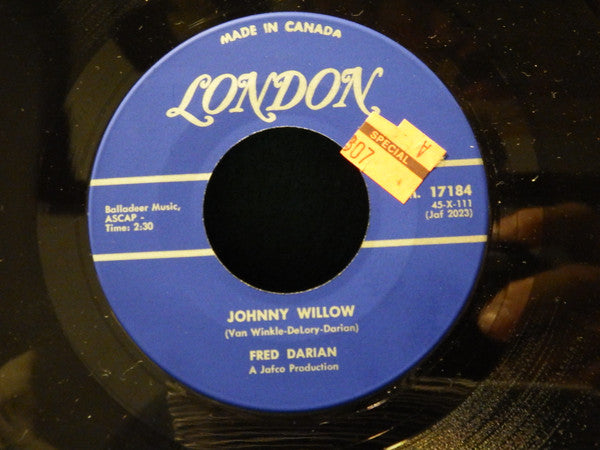 MADE IN CANADA
LONDON
SPECIAL
307
A
17184
45-X-111
(Jaf 2023)
Balladeer Music,
ASCAP -
Time: 2:30
JOHNNY WILLOW
(Van Winkle-DeLory-Darian)
FRED DARIAN
A Jafco Production